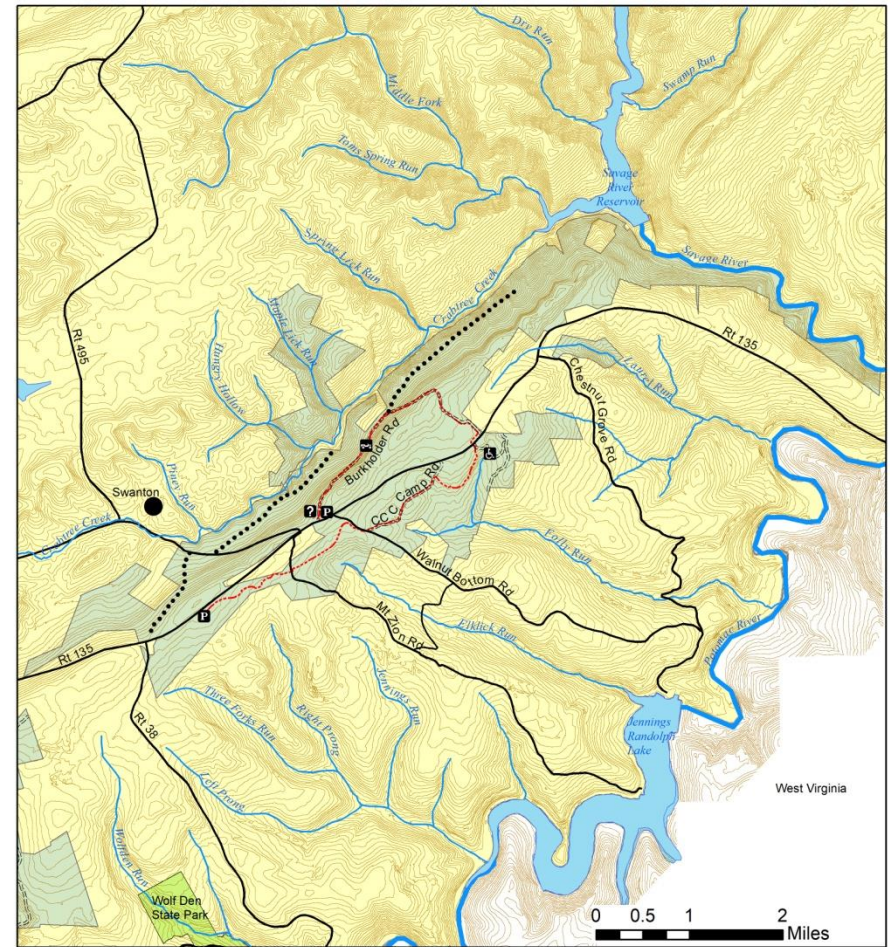 Dry Run
Swamp Run
Middle Fork
Toms Spring Run
Savage
River
Reservoir
Savage River
Spring Lick Run
Crabtree Creek
Maple Lick Run
Rt 495
Hungry Hollow
Rt 135
Laurel Run
Chestnut Grove Rd
Burkholder Rd
Piney Run
Swanton
CCC Camp Rd
?
P
Crabtree Creek
Folly Run
Walnut Bottom Rd
Mt Zion Rd
Elklick Run
Potomac River
P
Rt 135
Rt 38
Three Forks Run
Right Prong
Jennings Run
Left Prong
Jennings
Randolph
Lake
West Virginia
Wolfden Run
Wolf Den
State Park
0 0.5 1 2
Miles